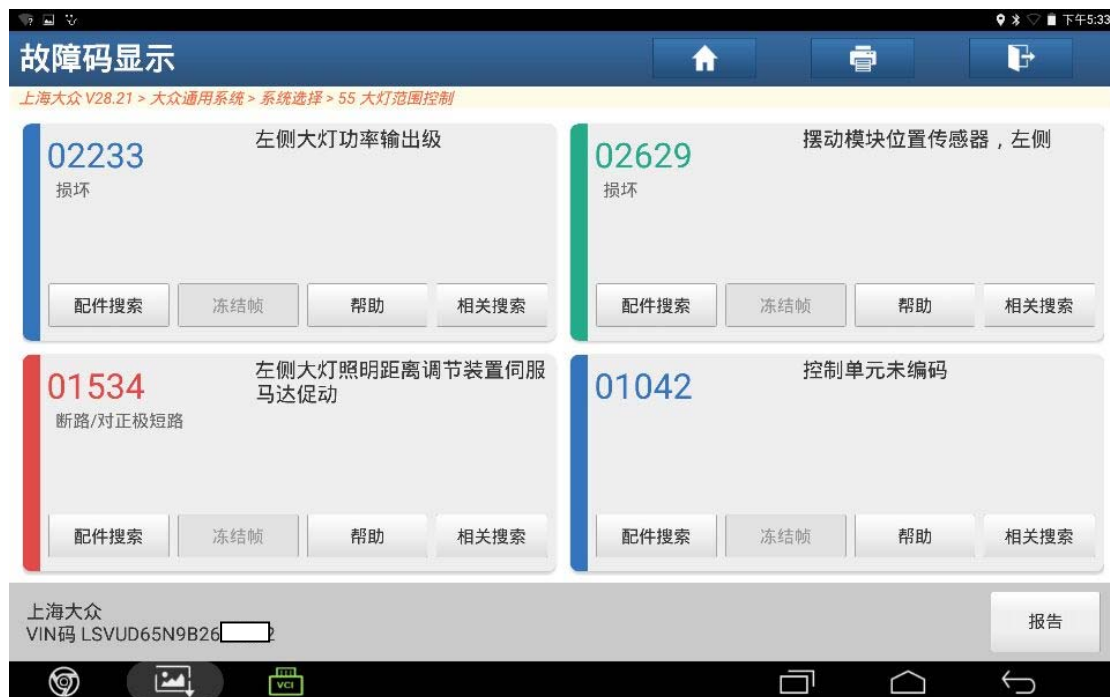 下午5:33
故障码显示
上海大众 V28.21 > 大众通用系统 > 系统选择 > 55 大灯范围控制
02233
左侧大灯功率输出级
损坏
配件搜索
冻结帧
帮助
相关搜索
02629
摆动模块位置传感器，左侧
损坏
配件搜索
冻结帧
帮助
相关搜索
01534
左侧大灯照明距离调节装置伺服
马达促动
断路/对正极短路
配件搜索
冻结帧
帮助
相关搜索
01042
控制单元未编码
配件搜索
冻结帧
帮助
相关搜索
上海大众
VIN码 LSVUD65N9B26
报告
VCI